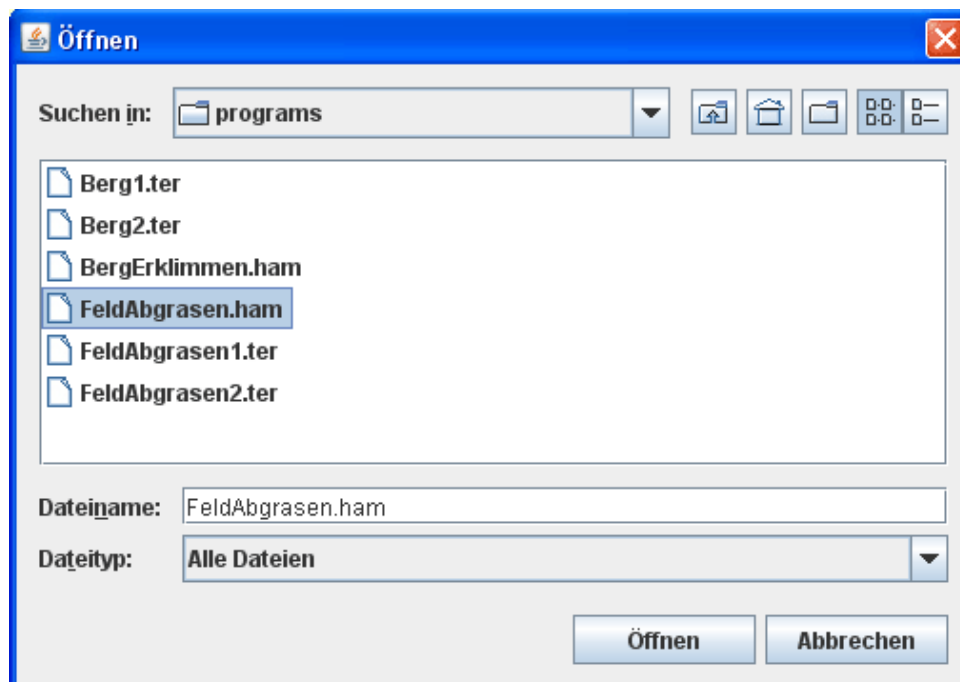 Öffnen
Suchen in: programs
Berg1.ter
Berg2.ter
BergErklimmen.ham
FeldAbgrasen.ham
FeldAbgrasen1.ter
FeldAbgrasen2.ter
Dateiname: FeldAbgrasen.ham
Dateityp: Alle Dateien
Öffnen Abbrechen